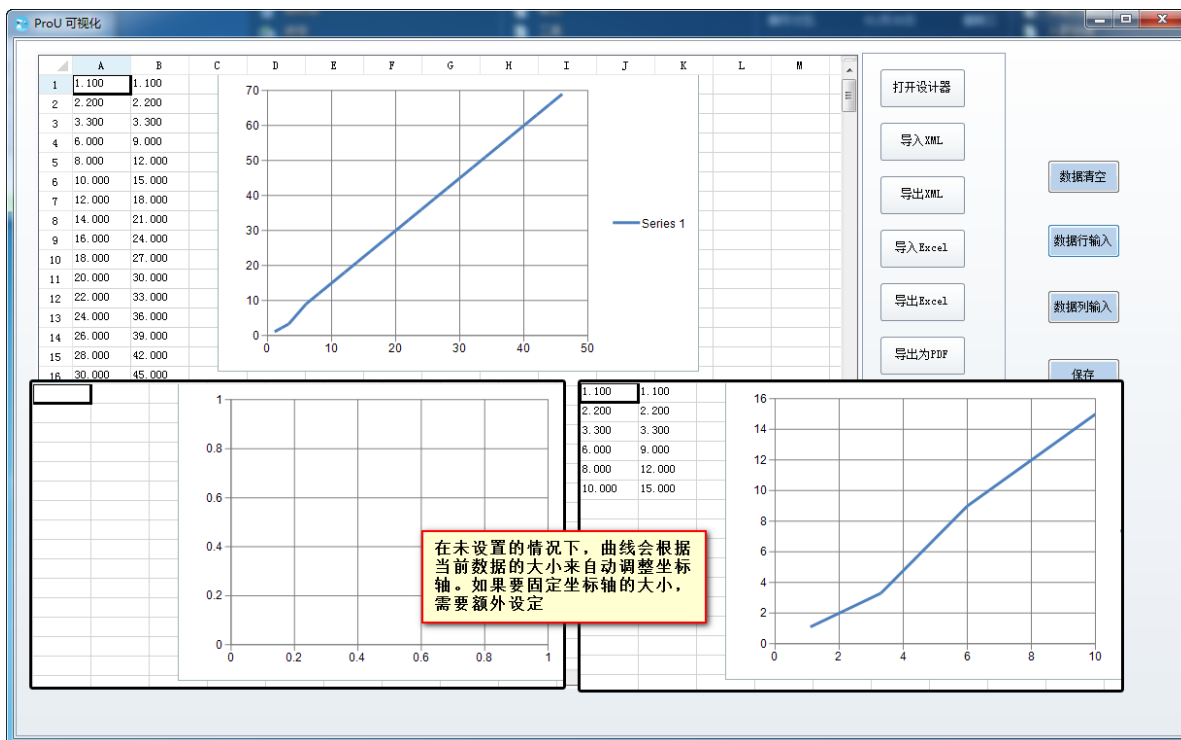 ProU 可视化
A B C D E F G H I J K L M
1 1.100 1.100
2 2.200 2.200
3 3.300 3.300
4 6.000 9.000
5 8.000 12.000
6 10.000 15.000
7 12.000 18.000
8 14.000 21.000
9 16.000 24.000
10 18.000 27.000
11 20.000 30.000
12 22.000 33.000
13 24.000 36.000
14 26.000 39.000
15 28.000 42.000
16 30.000 45.000
70
60
50
40
30
20
10
0
0 10 20 30 40 50
Series 1
打开设计器
导入XML
导出XML
导入Excel
导出Excel
导出为PDF
数据清空
数据行输入
数据列输入
保存
1
0.8
0.6
0.4
0.2
0
0 0.2 0.4 0.6 0.8 1
在未设置的情况下，曲线会根据
当前数据的大小来自动调整坐标
轴。如果要固定坐标轴的大小，
需要额外设定
1.100 1.100
2.200 2.200
3.300 3.300
6.000 9.000
8.000 12.000
10.000 15.000
16
14
12
10
8
6
4
2
0
0 2 4 6 8 10